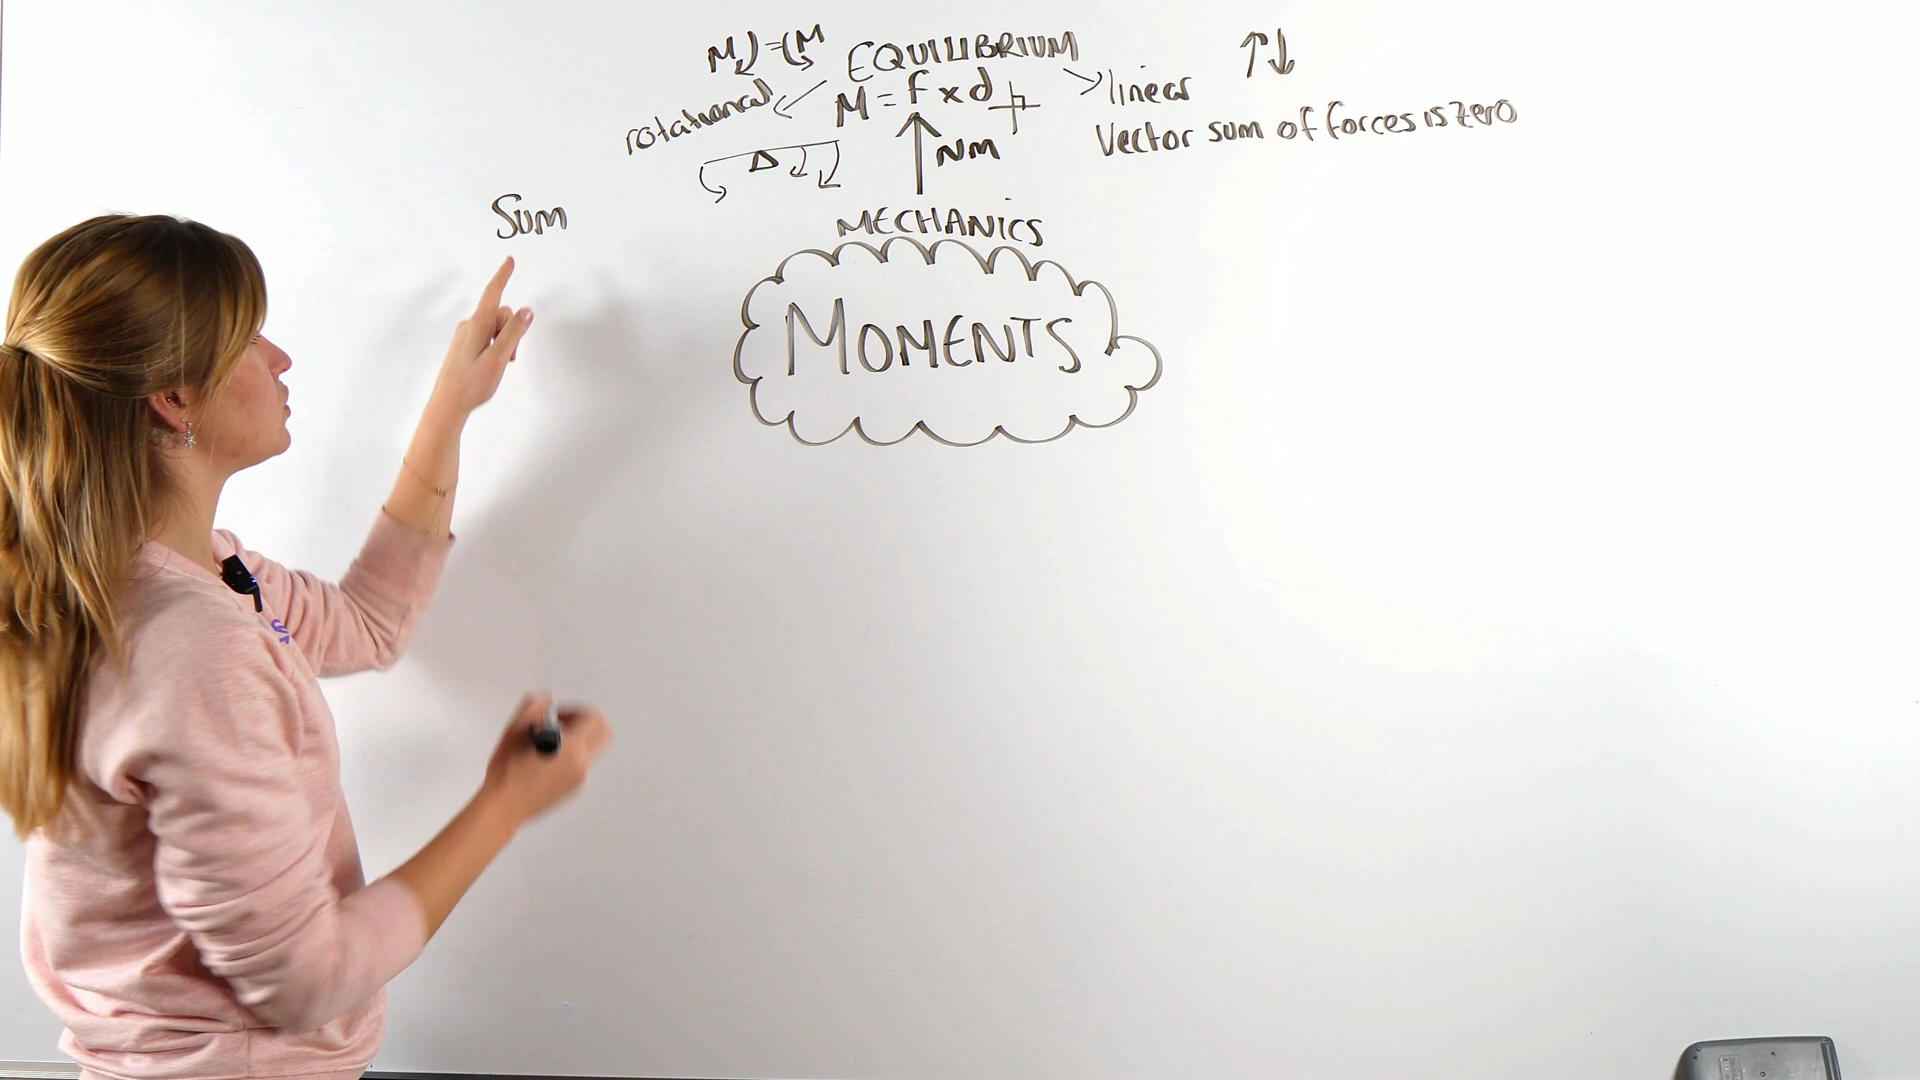 M = M
EQUILIBRIUM
rotational
M = F x d
linear
Vector sum of forces is zero
Nm
Sum
MECHANICS
MOMENTS